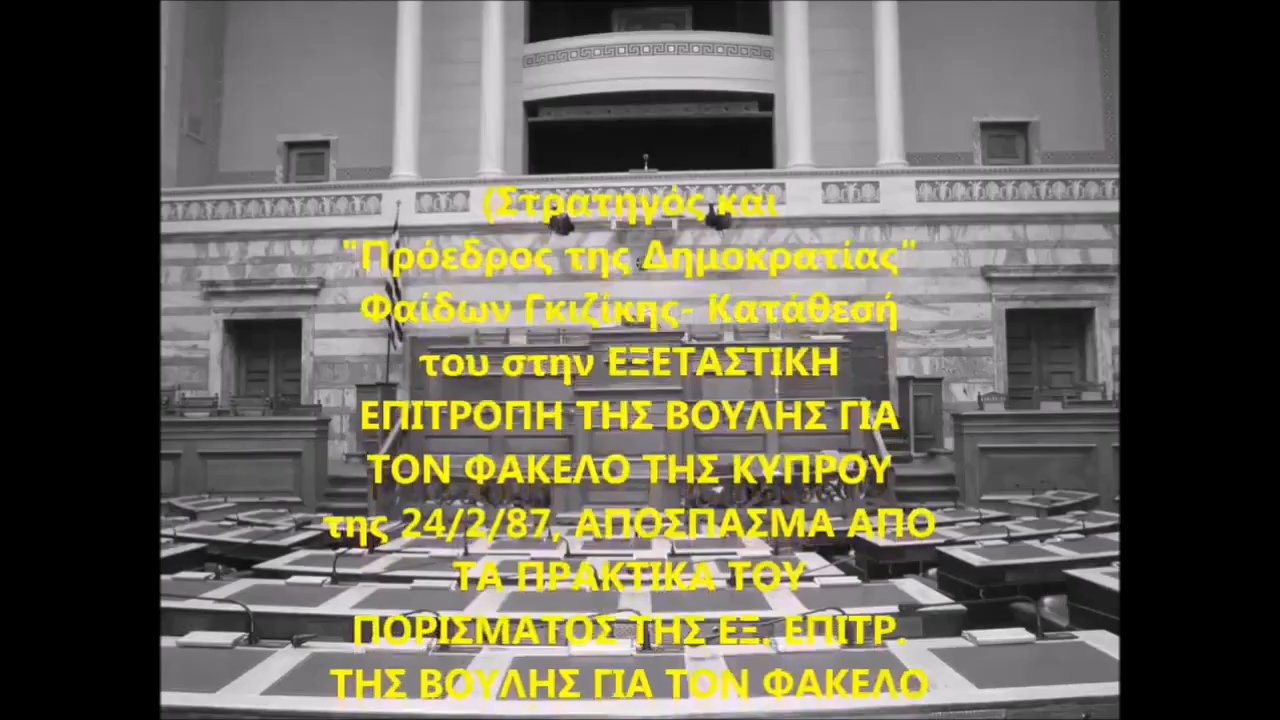 (Στρατηγός και
"Πρόεδρος της Δημοκρατίας"
Φαίδων Γκιζίκης- Κατάθεσή
του στην ΕΞΕΤΑΣΤΙΚΗ
ΕΠΙΤΡΟΠΗ ΤΗΣ ΒΟΥΛΗΣ ΓΙΑ
ΤΟΝ ΦΑΚΕΛΟ ΤΗΣ ΚΥΠΡΟΥ
της 24/2/87, ΑΠΟΣΠΑΣΜΑ ΑΠΟ
ΤΑ ΠΡΑΚΤΙΚΑ ΤΟΥ
ΠΟΡΙΣΜΑΤΟΣ ΤΗΣ ΕΞ. ΕΠΙΤΡ.
ΤΗΣ ΒΟΥΛΗΣ ΓΙΑ ΤΟΝ ΦΑΚΕΛΟ